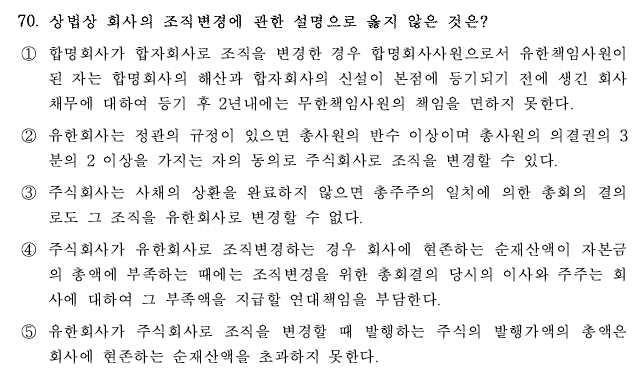 70. 상법상 회사의 조직변경에 관한 설명으로 옳지 않은 것은?
① 합명회사가 합자회사로 조직을 변경한 경우 합명회사사원으로서 유한책임사원이
된 자는 합명회사의 해산과 합자회사의 신설이 본점에 등기되기 전에 생긴 회사
채무에 대하여 등기 후 2년내에는 무한책임사원의 책임을 면하지 못한다.
② 유한회사는 정관의 규정이 있으면 총사원의 반수 이상이며 총사원의 의결권의 3
분의 2 이상을 가지는 자의 동의로 주식회사로 조직을 변경할 수 있다.
③ 주식회사는 사채의 상환을 완료하지 않으면 총주주의 일치에 의한 총회의 결의
로도 그 조직을 유한회사로 변경할 수 없다.
④ 주식회사가 유한회사로 조직변경하는 경우 회사에 현존하는 순재산액이 자본금
의 총액에 부족하는 때에는 조직변경을 위한 총회결의 당시의 이사와 주주는 회
사에 대하여 그 부족액을 지급할 연대책임을 부담한다.
⑤ 유한회사가 주식회사로 조직을 변경할 때 발행하는 주식의 발행가액의 총액은
회사에 현존하는 순재산액을 초과하지 못한다.